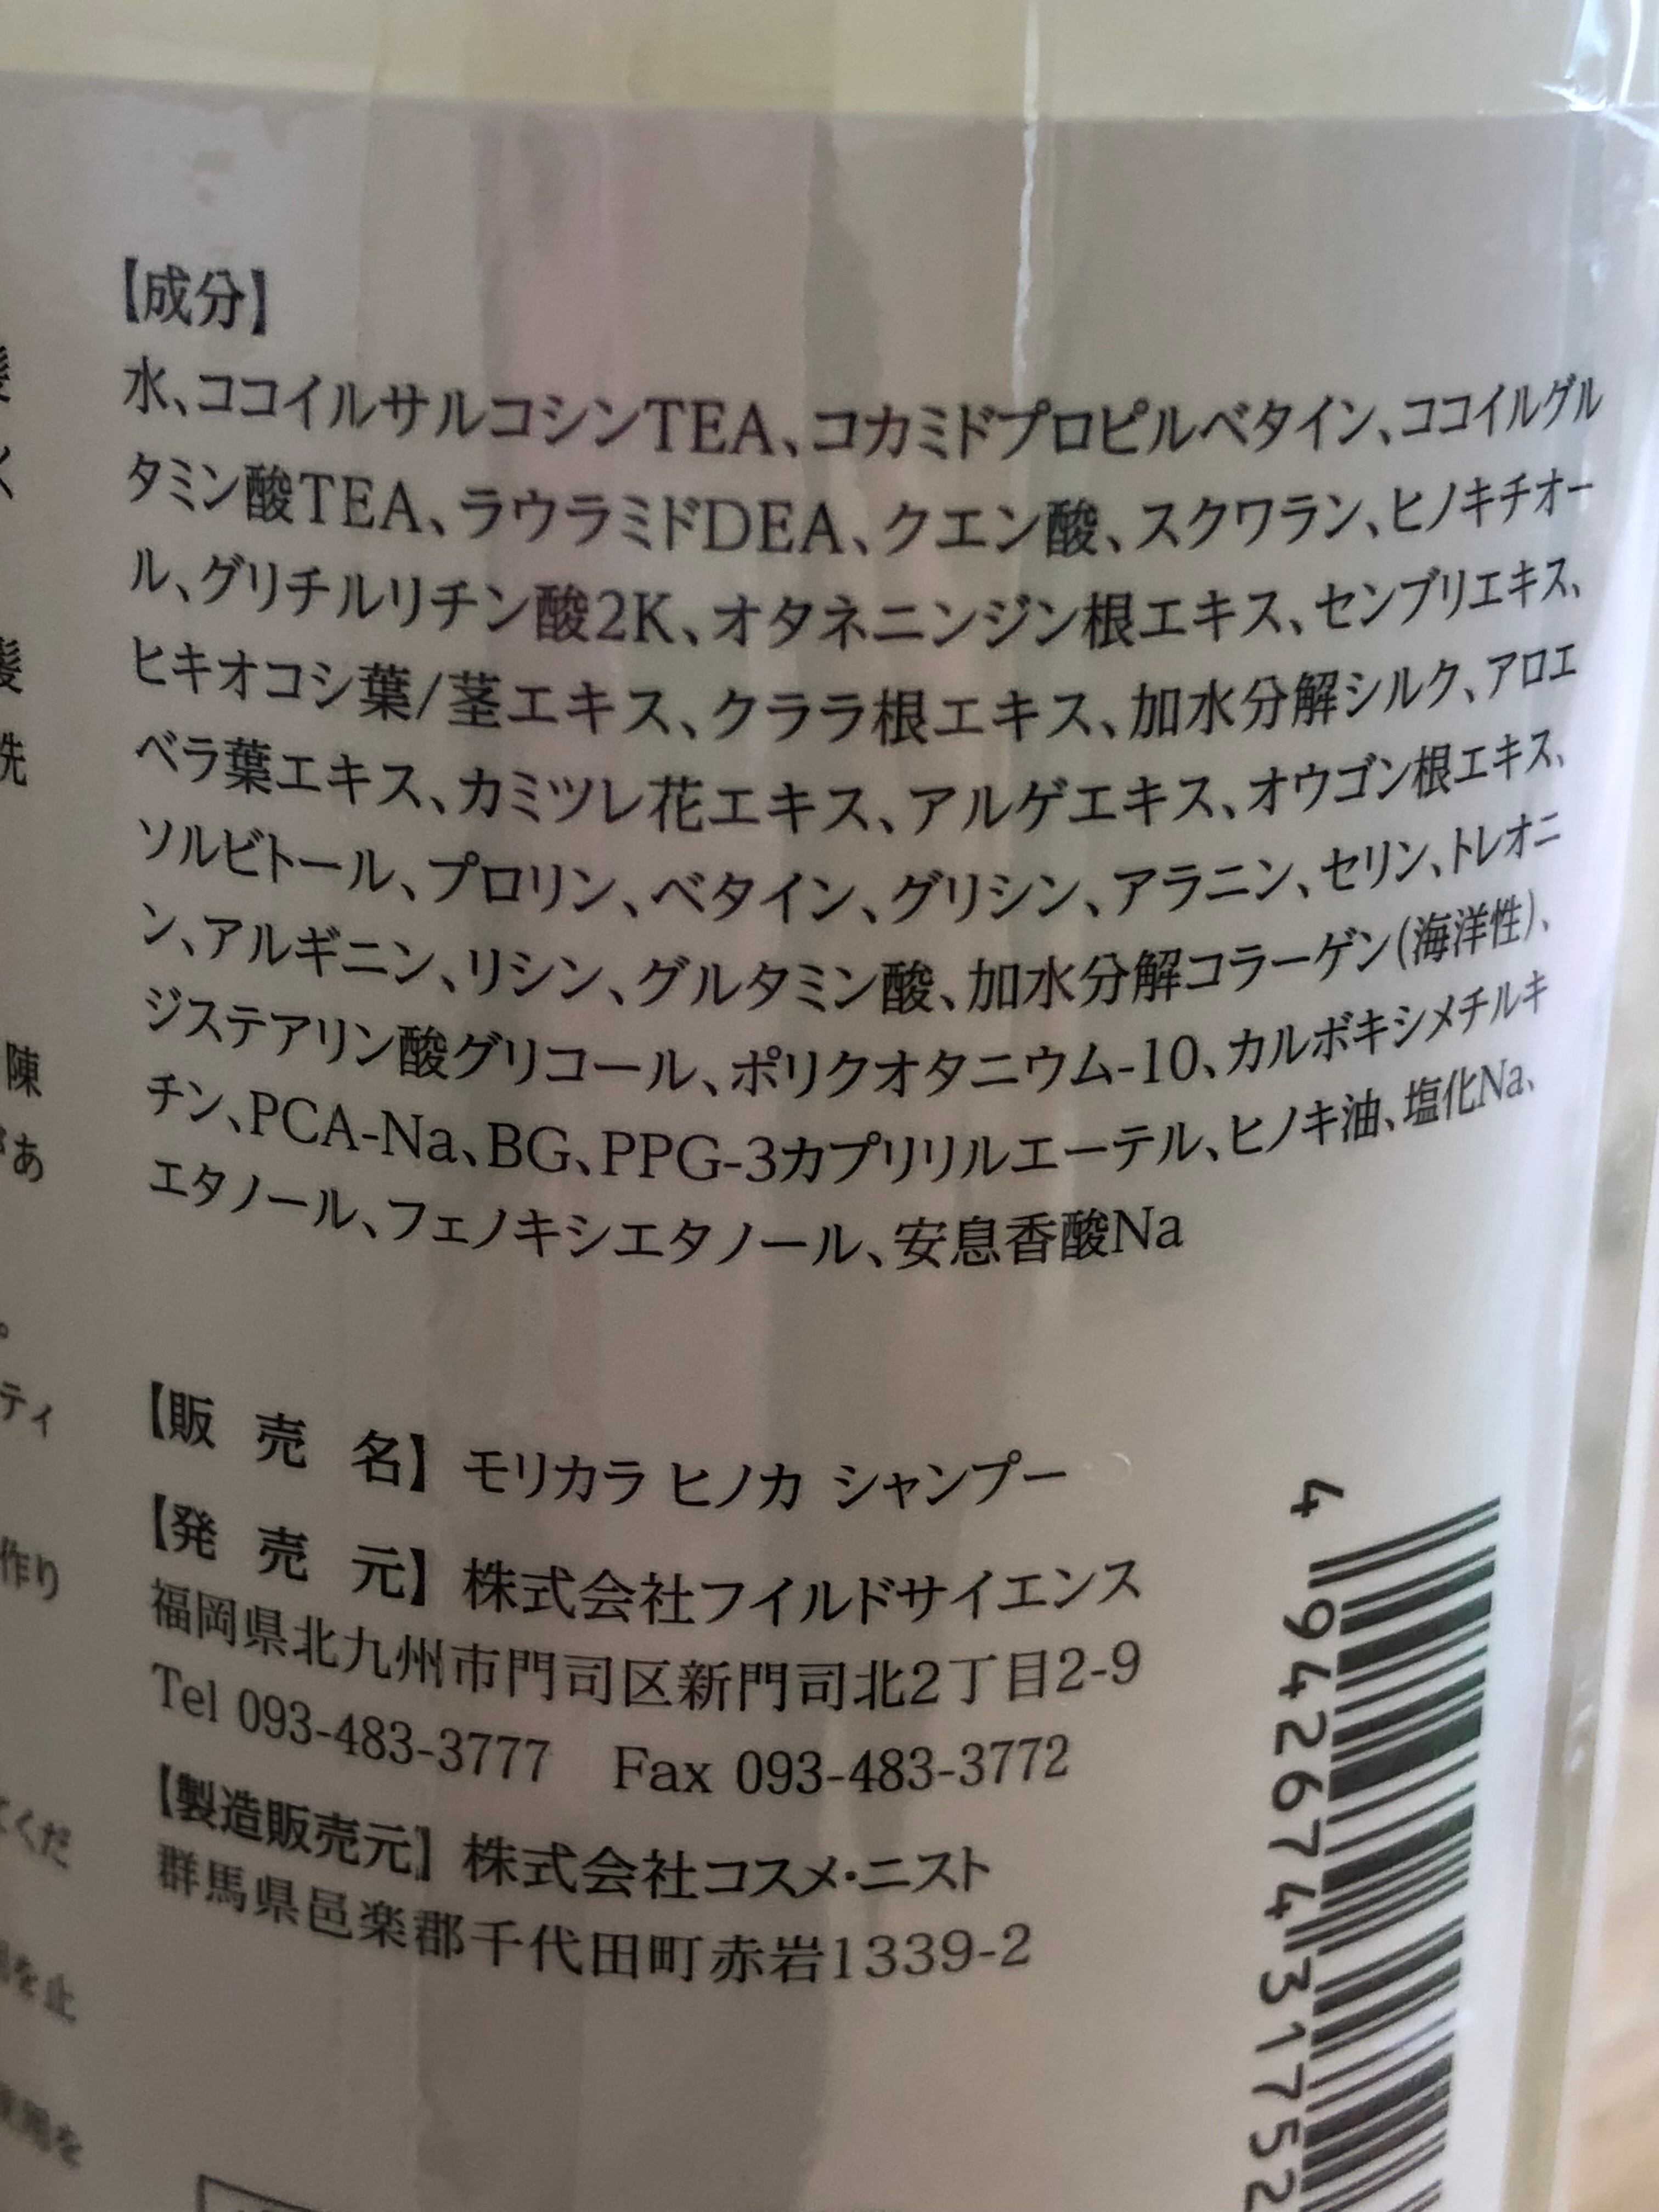 【成分】
水、ココイルサルコシンTEA、コカミドプロピルベタイン、ココイルグル
タミン酸TEA、ラウラミドDEA、クエン酸、スクワラン、ヒノキチオー
ル、グリチルリチン酸2K、オタネニンジン根エキス、センブリエキス、
ヒキオコシ葉/茎エキス、クララ根エキス、加水分解シルク、アロエ
ベラ葉エキス、カミツレ花エキス、アルゲエキス、オウゴン根エキス、
ソルビトール、プロリン、ベタイン、グリシン、アラニン、セリン、トレオニ
ン、アルギニン、リシン、グルタミン酸、加水分解コラーゲン(海洋性)、
ジステアリン酸グリコール、ポリクオタニウム-10、カルボキシメチルキ
チン、PCA-Na、BG、PPG-3カプリリルエーテル、ヒノキ油、塩化Na、
エタノール、フェノキシエタノール、安息香酸Na
【販 売 名】 モリカラ ヒノカ シャンプー
【発 売 元】 株式会社フイルドサイエンス
福岡県北九州市門司区新門司北2丁目2-9
Tel 093-483-3777 Fax 093-483-3772
【製造販売元】 株式会社コスメ・ニスト
群馬県邑楽郡千代田町赤岩1339-2
4 942674 31752
髪
洗
陳
あ
ティ
作り
くだ
を止